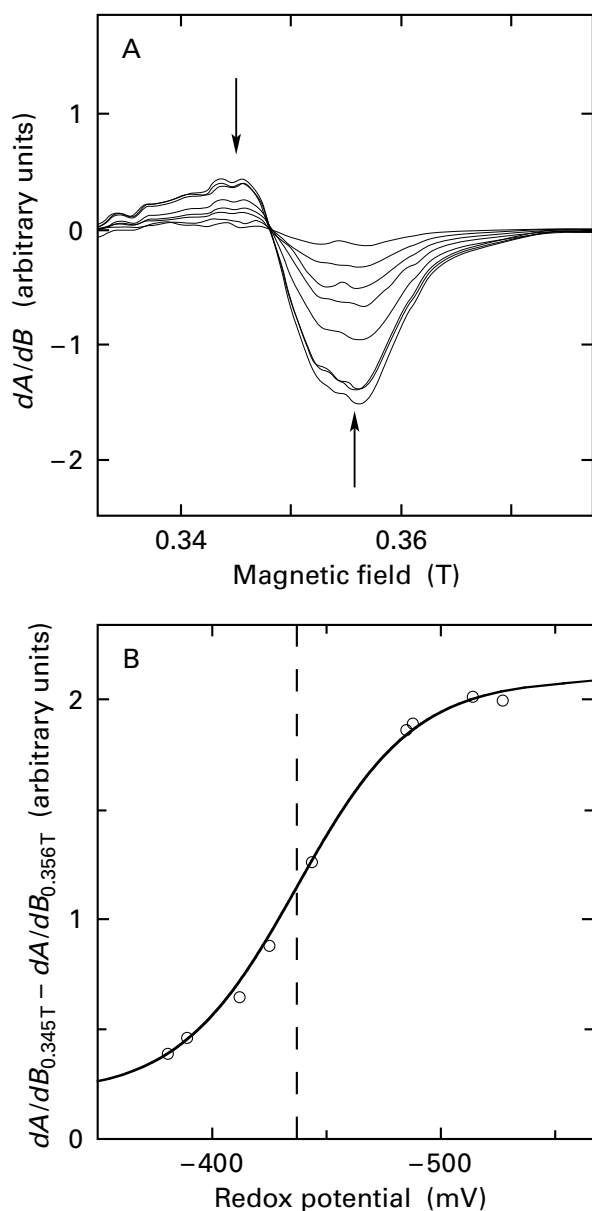 A
1
0
−1
−2
dA/dB (arbitrary units)
0.34 0.36
Magnetic field (T)
B
2
1
0
dA/dB0.345T − dA/dB0.356T (arbitrary units)
−400 −500
Redox potential (mV)